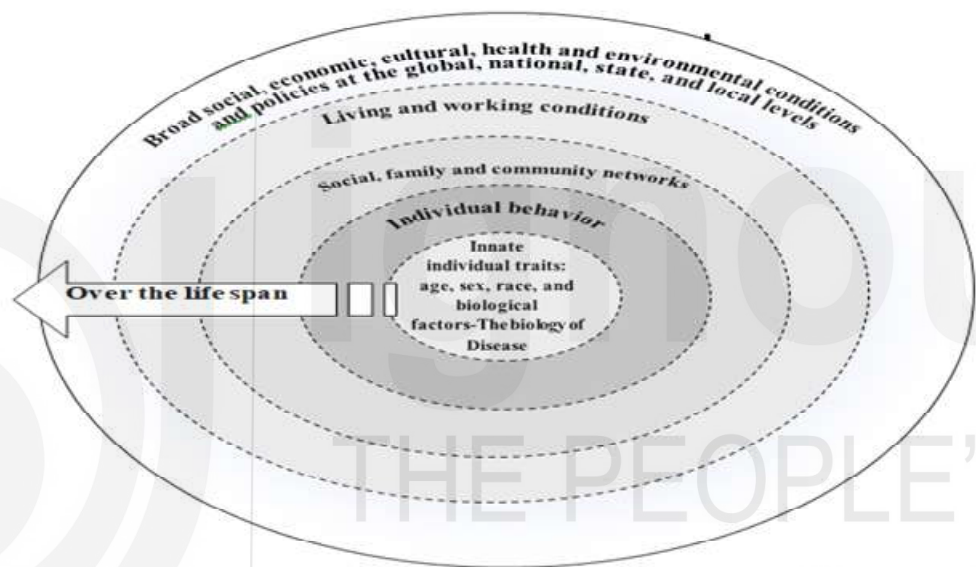 Broad social, economic, cultural, health and environmental conditions
and policies at the global, national, state, and local levels
Living and working conditions
Social, family and community networks
Individual behavior
Innate
individual traits:
age, sex, race, and
biological
factors-The biology of
Disease
Over the life span
ignou
THE PEOPLE'